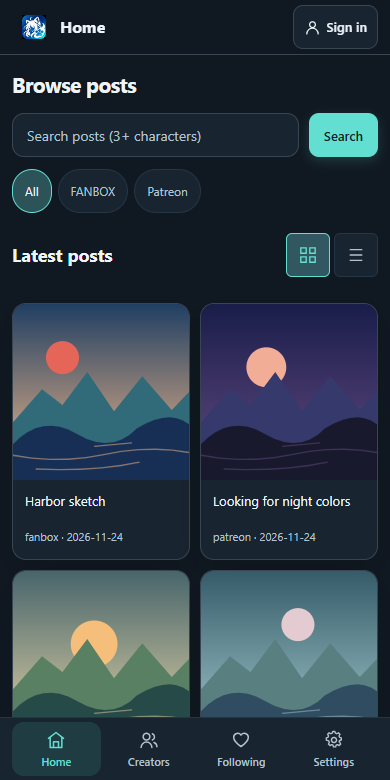 Home
Sign in
Browse posts
Search posts (3+ characters)
Search
All
FANBOX
Patreon
Latest posts
Harbor sketch
fanbox · 2026-11-24
Looking for night colors
patreon · 2026-11-24
Home
Creators
Following
Settings